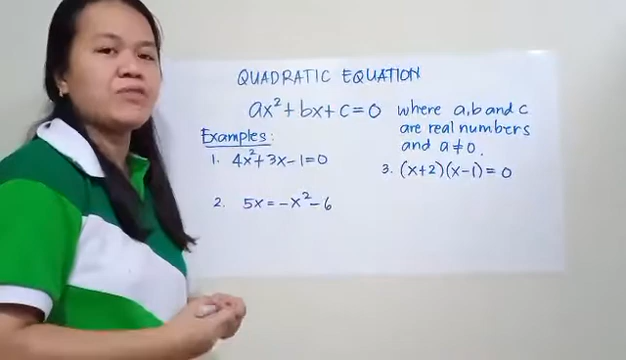 QUADRATIC EQUATION
ax²+bx+c=0 where a,b and c
are real numbers
and a≠0.
Examples:
1. 4x²+3x-1=0
3. (x+2)(x-1)=0
2. 5x=-x²-6